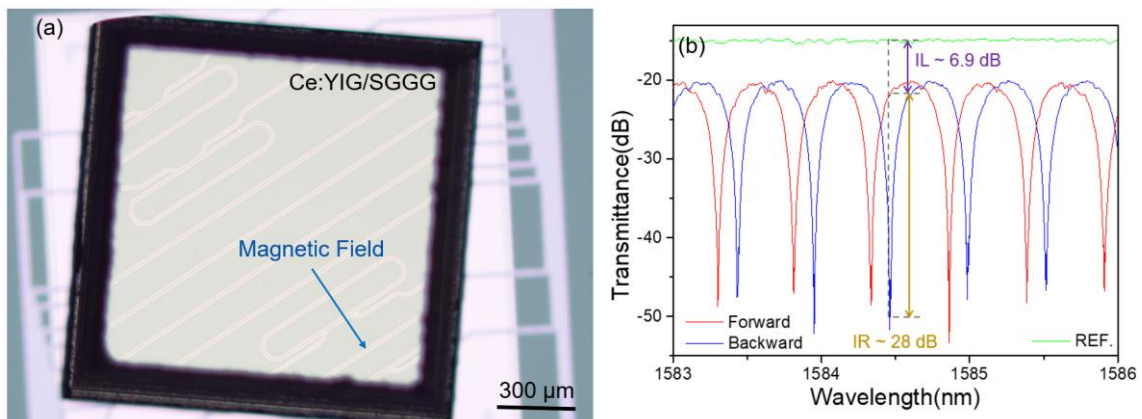 (a)
Ce:YIG/SGGG
Magnetic Field
300 μm
(b)
Transmittance(dB)
-20
-30
-40
-50
IL ~ 6.9 dB
IR ~ 28 dB
Forward
Backward
REF.
1583
1584
1585
1586
Wavelength(nm)